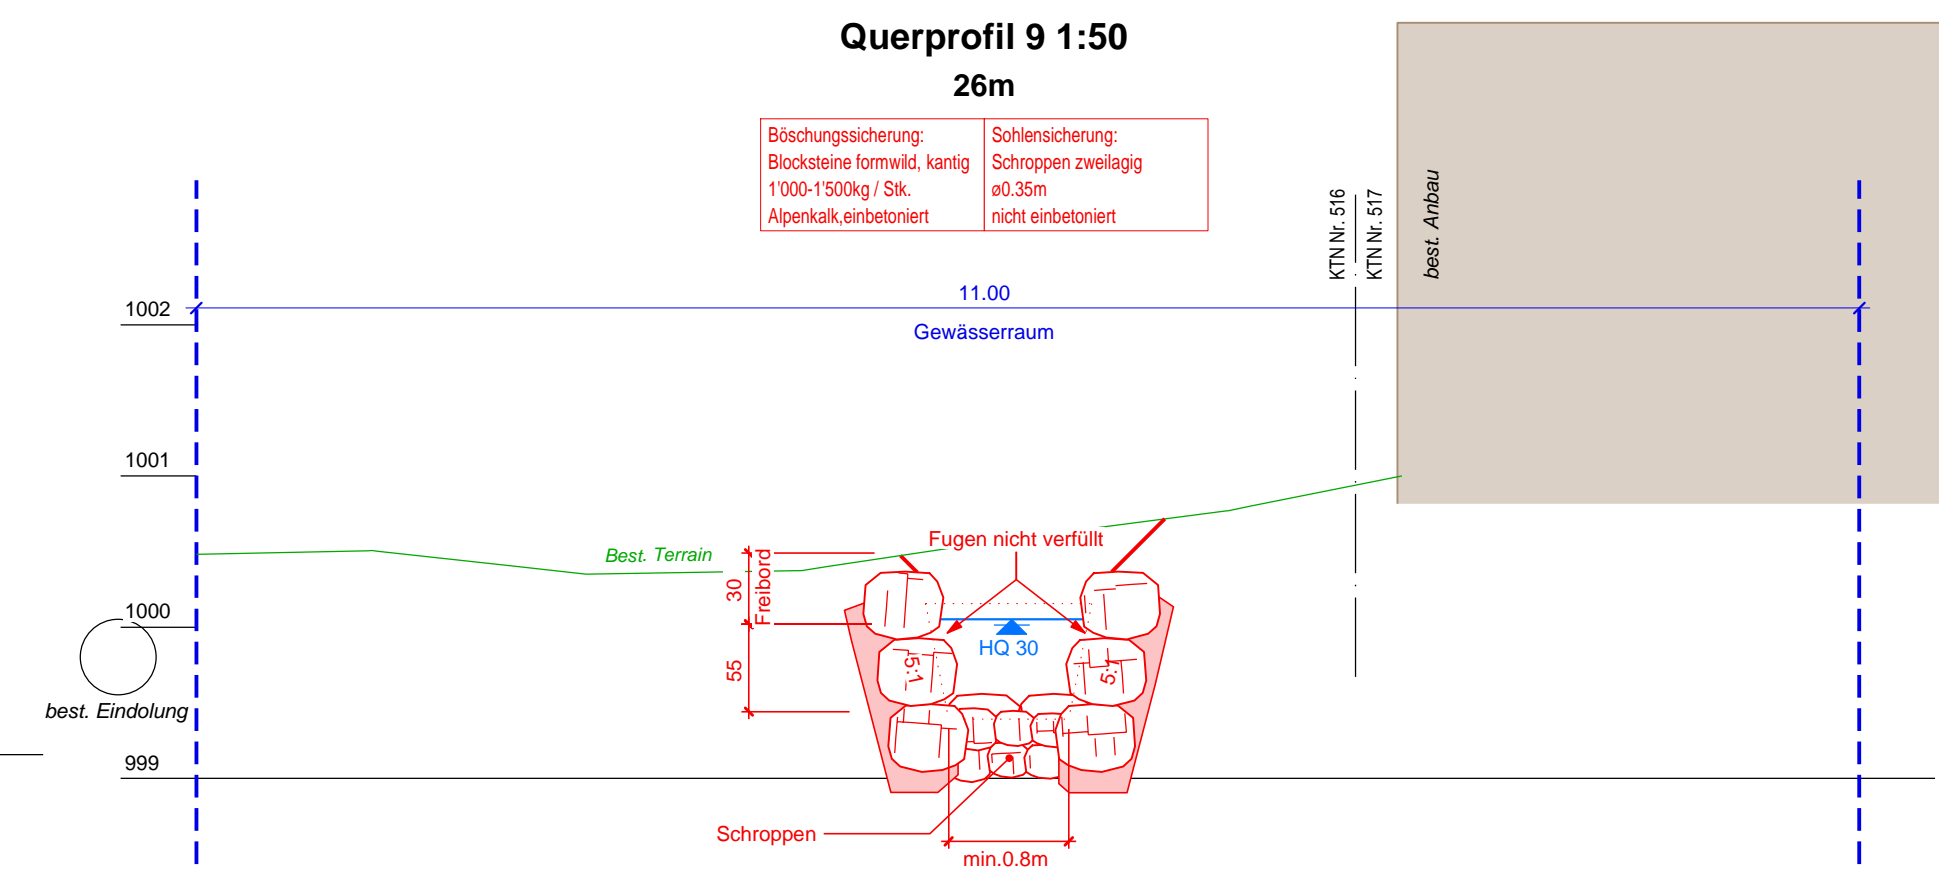 Querprofil 9 1:50
26m
Böschungssicherung:
Blocksteine formwild, kantig
1'000-1'500kg / Stk.
Alpenkalk,einbetoniert
Sohlensicherung:
Schroppen zweilagig
ø0.35m
nicht einbetoniert
KTN Nr. 516
KTN Nr. 517
best. Anbau
11.00
Gewässerraum
1002
1001
1000
999
Best. Terrain
Fugen nicht verfüllt
30
Freibord
55
HQ 30
5:1
5:1
best. Eindolung
Schroppen
min.0.8m